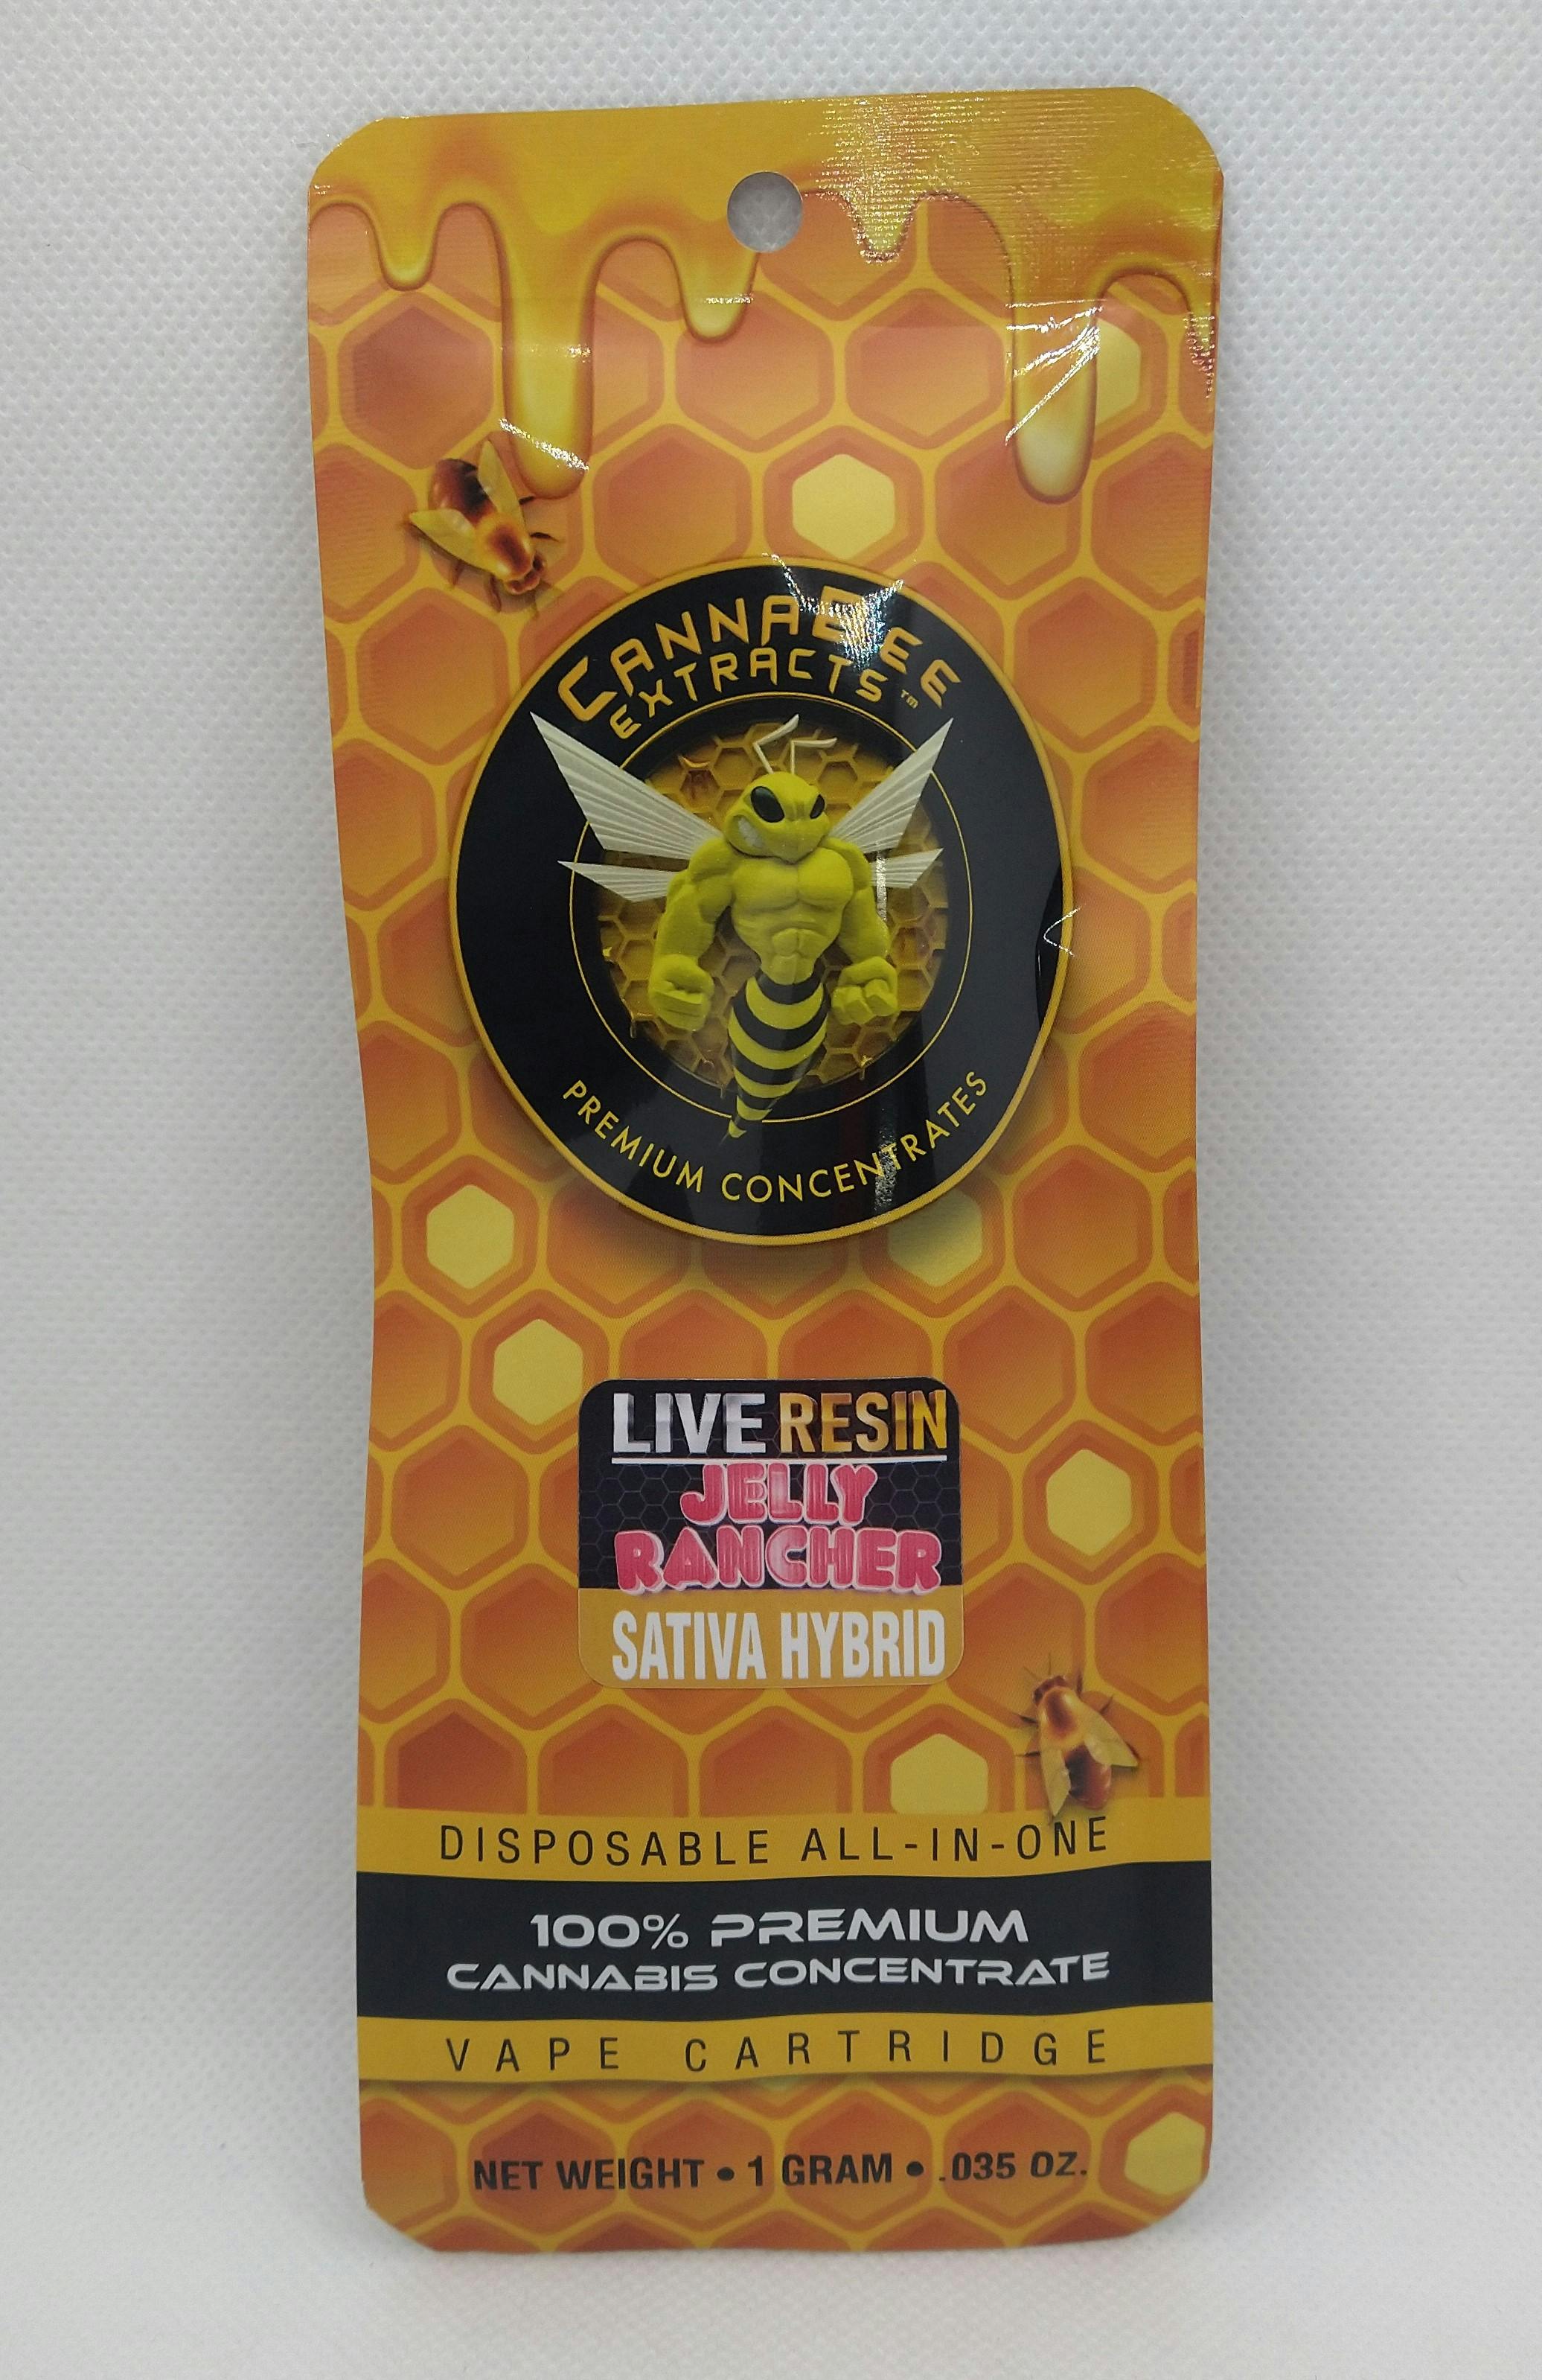 CANNABEE
EXTRACTS™
PREMIUM CONCENTRATES
LIVE RESIN
JELLY
RANCHER
SATIVA HYBRID
DISPOSABLE ALL-IN-ONE
100% PREMIUM
CANNABIS CONCENTRATE
VAPE CARTRIDGE
NET WEIGHT • 1 GRAM • .035 OZ.